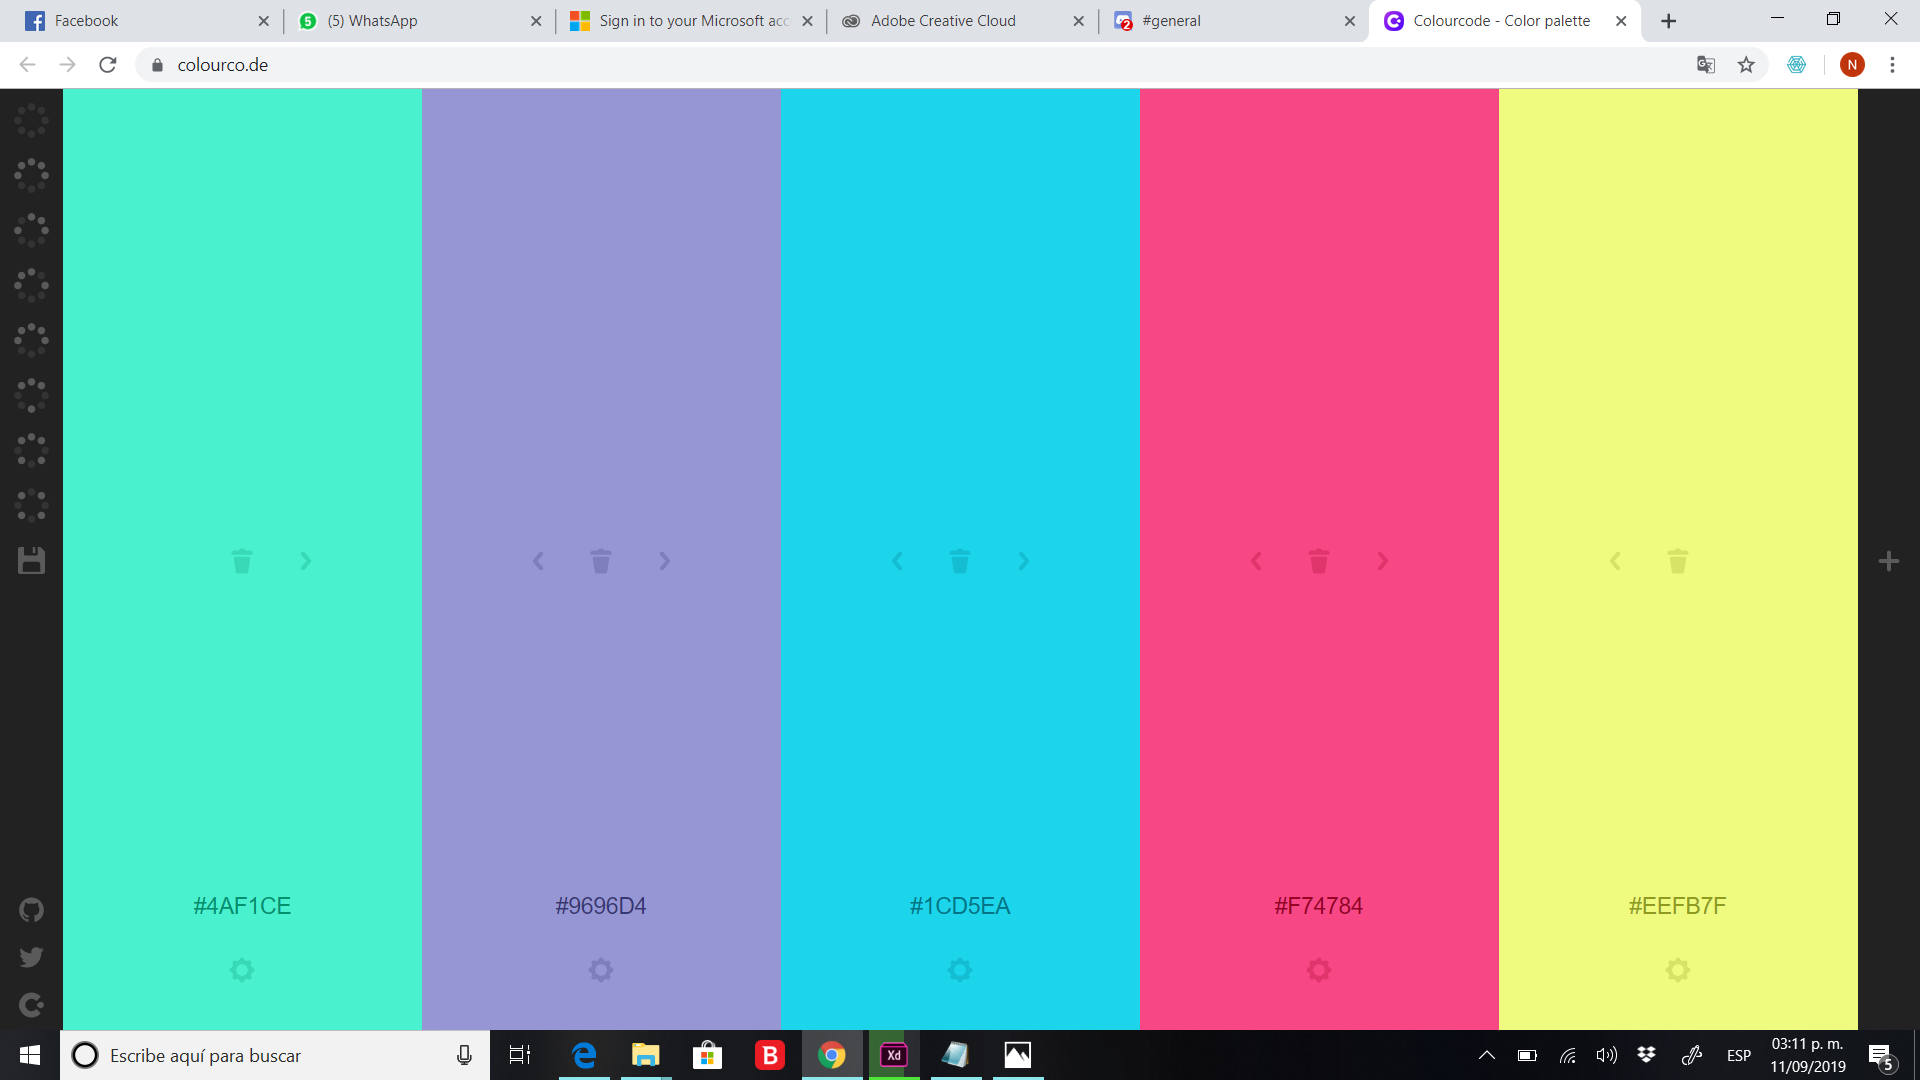 Facebook
(5) WhatsApp
Sign in to your Microsoft acc
Adobe Creative Cloud
#general
Colourcode - Color palette
colourco.de
N
#4AF1CE
#9696D4
#1CD5EA
#F74784
#EEFB7F
Escribe aquí para buscar
B
Xd
ESP
03:11 p. m.
11/09/2019
5